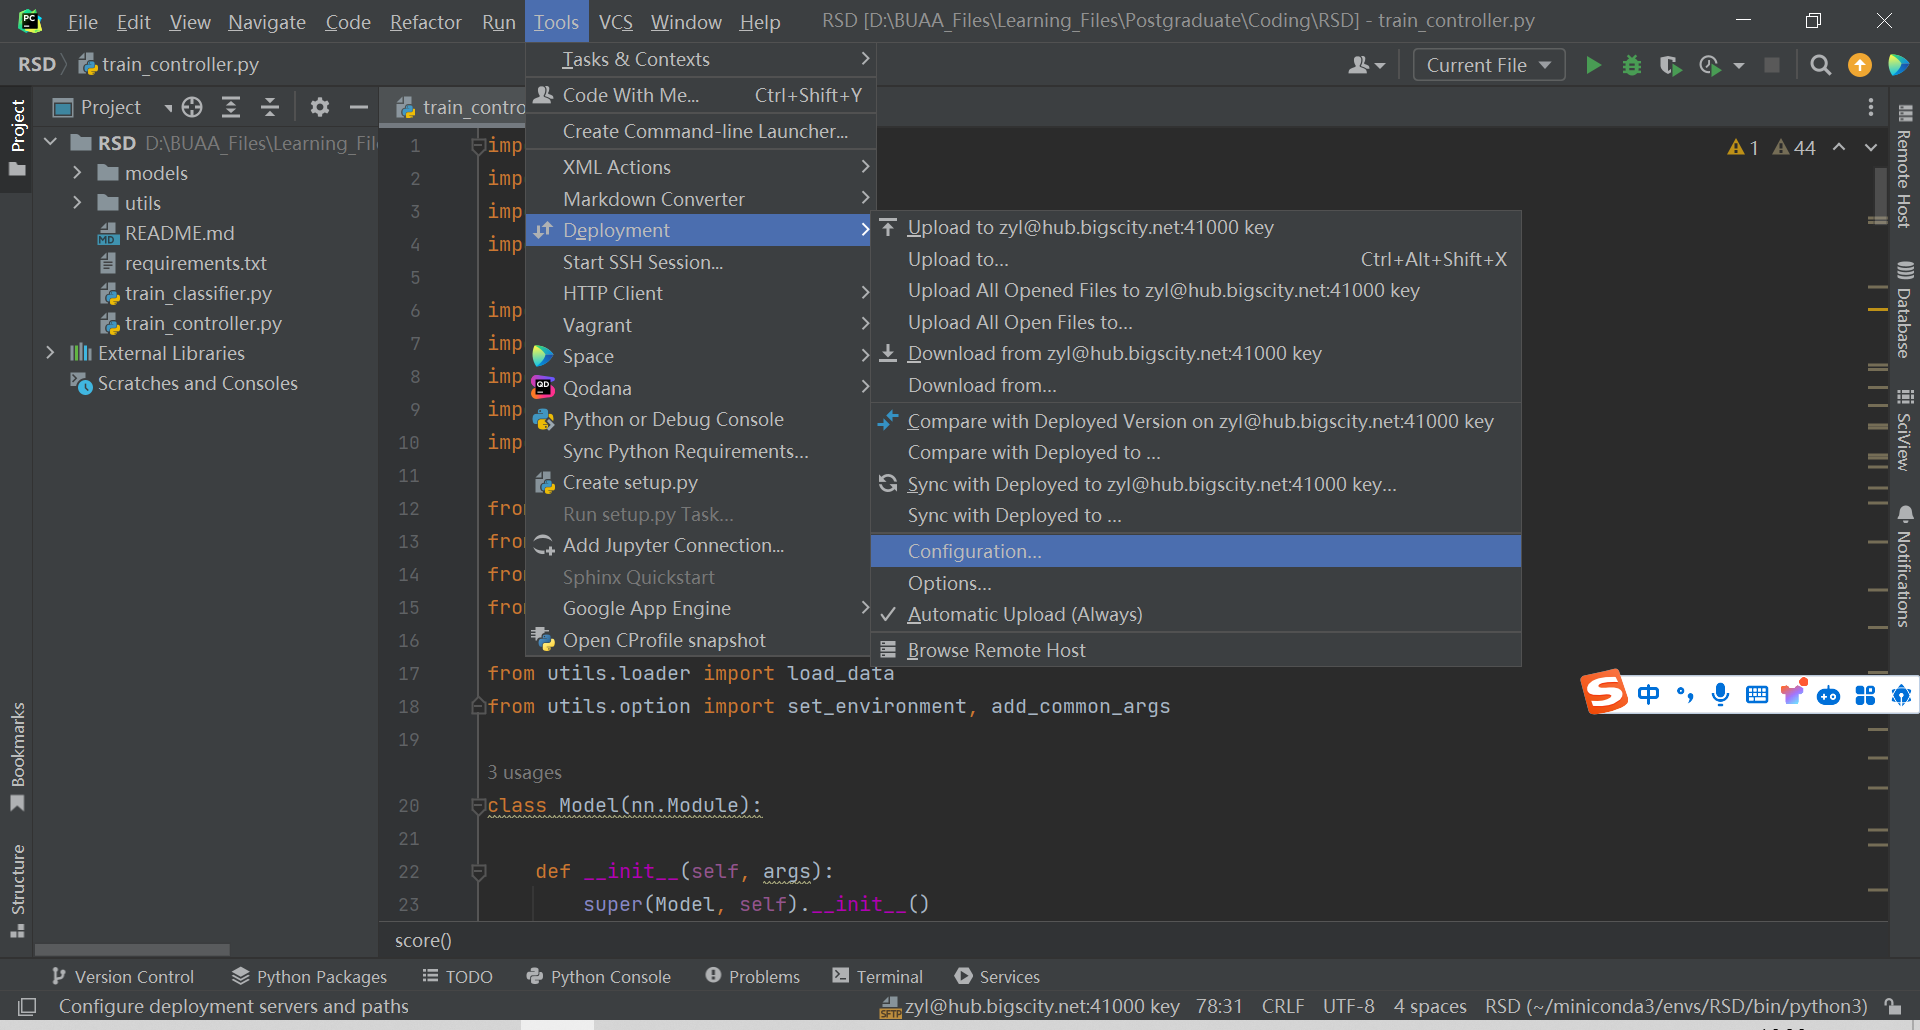 File Edit View Navigate Code Refactor Run Tools VCS Window Help RSD [D:\BUAA_Files\Learning_Files\Postgraduate\Coding\RSD] - train_controller.py
RSD train_controller.py
Current File
Project
train_contro
RSD D:\BUAA_Files\Learning_Fil
models
utils
README.md
requirements.txt
train_classifier.py
train_controller.py
External Libraries
Scratches and Consoles
Project
Bookmarks
Structure
Tasks & Contexts
Code With Me... Ctrl+Shift+Y
Create Command-line Launcher...
XML Actions
Markdown Converter
Deployment
Start SSH Session...
HTTP Client
Vagrant
Space
Qodana
Python or Debug Console
Sync Python Requirements...
Create setup.py
Run setup.py Task...
Add Jupyter Connection...
Sphinx Quickstart
Google App Engine
Open CProfile snapshot
Upload to zyl@hub.bigscity.net:41000 key
Upload to... Ctrl+Alt+Shift+X
Upload All Opened Files to zyl@hub.bigscity.net:41000 key
Upload All Open Files to...
Download from zyl@hub.bigscity.net:41000 key
Download from...
Compare with Deployed Version on zyl@hub.bigscity.net:41000 key
Compare with Deployed to ...
Sync with Deployed to zyl@hub.bigscity.net:41000 key...
Sync with Deployed to ...
Configuration...
Options...
Automatic Upload (Always)
Browse Remote Host
1 44
1 imp
2 imp
3 imp
4 imp
5
6 imp
7 imp
8 imp
9 imp
10 imp
11
12 fro
13 fro
14 fro
15 fro
16
17 from utils.loader import load_data
18 from utils.option import set_environment, add_common_args
19
3 usages
20 class Model(nn.Module):
21
22 def __init__(self, args):
23 super(Model, self).__init__()
score()
Remote Host
Database
SciView
Notifications
中
Version Control Python Packages TODO Python Console Problems Terminal Services
Configure deployment servers and paths zyl@hub.bigscity.net:41000 key 78:31 CRLF UTF-8 4 spaces RSD (~/miniconda3/envs/RSD/bin/python3)